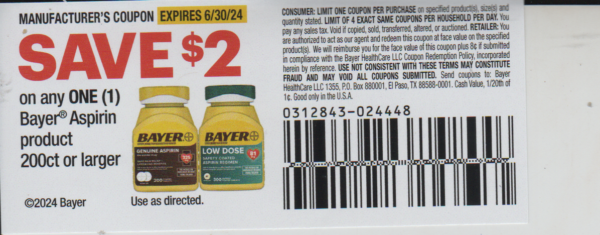 MANUFACTURER'S COUPON EXPIRES 6/30/24
SAVE $2
on any ONE (1)
Bayer® Aspirin
product
200ct or larger
©2024 Bayer
Use as directed.
BAYER
GENUINE ASPIRIN
BAYER
LOW DOSE
SAFETY COATED
ASPIRIN REGIMEN
#1
CONSUMER: LIMIT ONE COUPON PER PURCHASE on specified product(s), size(s) and
quantity stated. LIMIT OF 4 EXACT SAME COUPONS PER HOUSEHOLD PER DAY. You
pay any sales tax. Void if copied, sold, transferred, altered, or auctioned. RETAILER: You
are authorized to act as our agent and redeem this coupon at face value on the specified
product(s). We will reimburse you for the face value of this coupon plus 8¢ if submitted
in compliance with the Bayer HealthCare LLC Coupon Redemption Policy, incorporated
herein by reference. USE NOT CONSISTENT WITH THESE TERMS MAY CONSTITUTE
FRAUD AND MAY VOID ALL COUPONS SUBMITTED. Send coupons to: Bayer
HealthCare LLC 1355, P.O. Box 880001, El Paso, TX 88588-0001. Cash Value, 1/20th of
1¢. Good only in the U.S.A.
0312843-024448